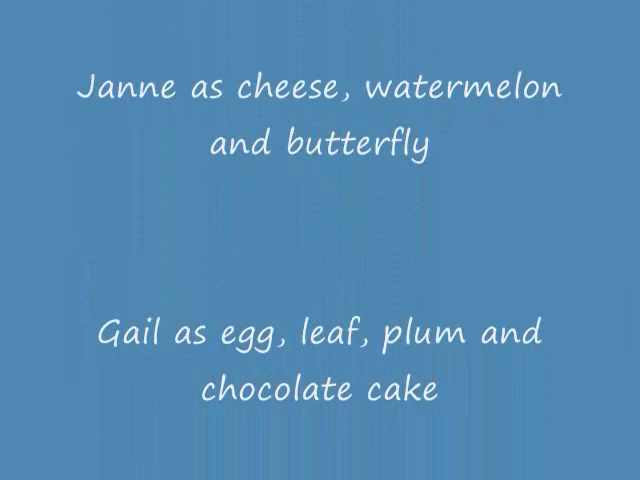 Janne as cheese, watermelon
and butterfly
Gail as egg, leaf, plum and
chocolate cake